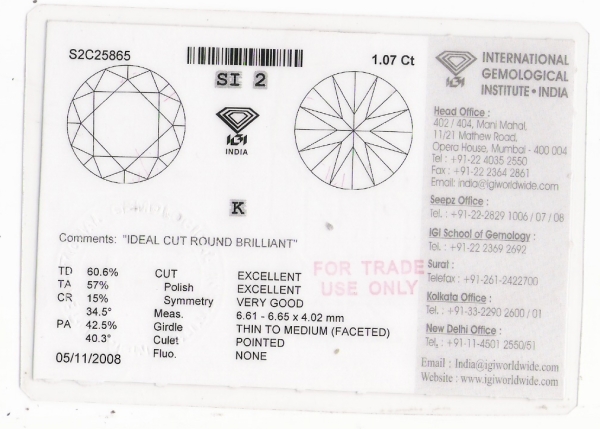 S2C25865
1.07 Ct
SI 2
IGI
INDIA
K
Comments: "IDEAL CUT ROUND BRILLIANT"
TD 60.6% CUT EXCELLENT
TA 57% Polish EXCELLENT
CR 15% Symmetry VERY GOOD
34.5° Meas. 6.61 - 6.65 x 4.02 mm
PA 42.5% Girdle THIN TO MEDIUM (FACETED)
40.3° Culet POINTED
05/11/2008 Fluo. NONE
FOR TRADE
USE ONLY
IGI
INTERNATIONAL
GEMOLOGICAL
INSTITUTE • INDIA
Head Office :
402 / 404, Mani Mahal,
11/21 Mathew Road,
Opera House, Mumbai - 400 004
Tel : +91-22 4035 2550
Fax : +91-22 2364 2861
Email: india@igiworldwide.com
Seepz Office :
Tel. : +91-22-2829 1006 / 07 / 08
IGI School of Gemology :
Tel. : +91-22 2369 2692
Surat :
Telefax : +91-261-2422700
Kolkata Office :
Tel. : +91-33-2290 2600 / 01
New Delhi Office :
Tel. : +91-11-4501 2550/51
Email : India@igiworldwide.com
Website : www.igiworldwide.com